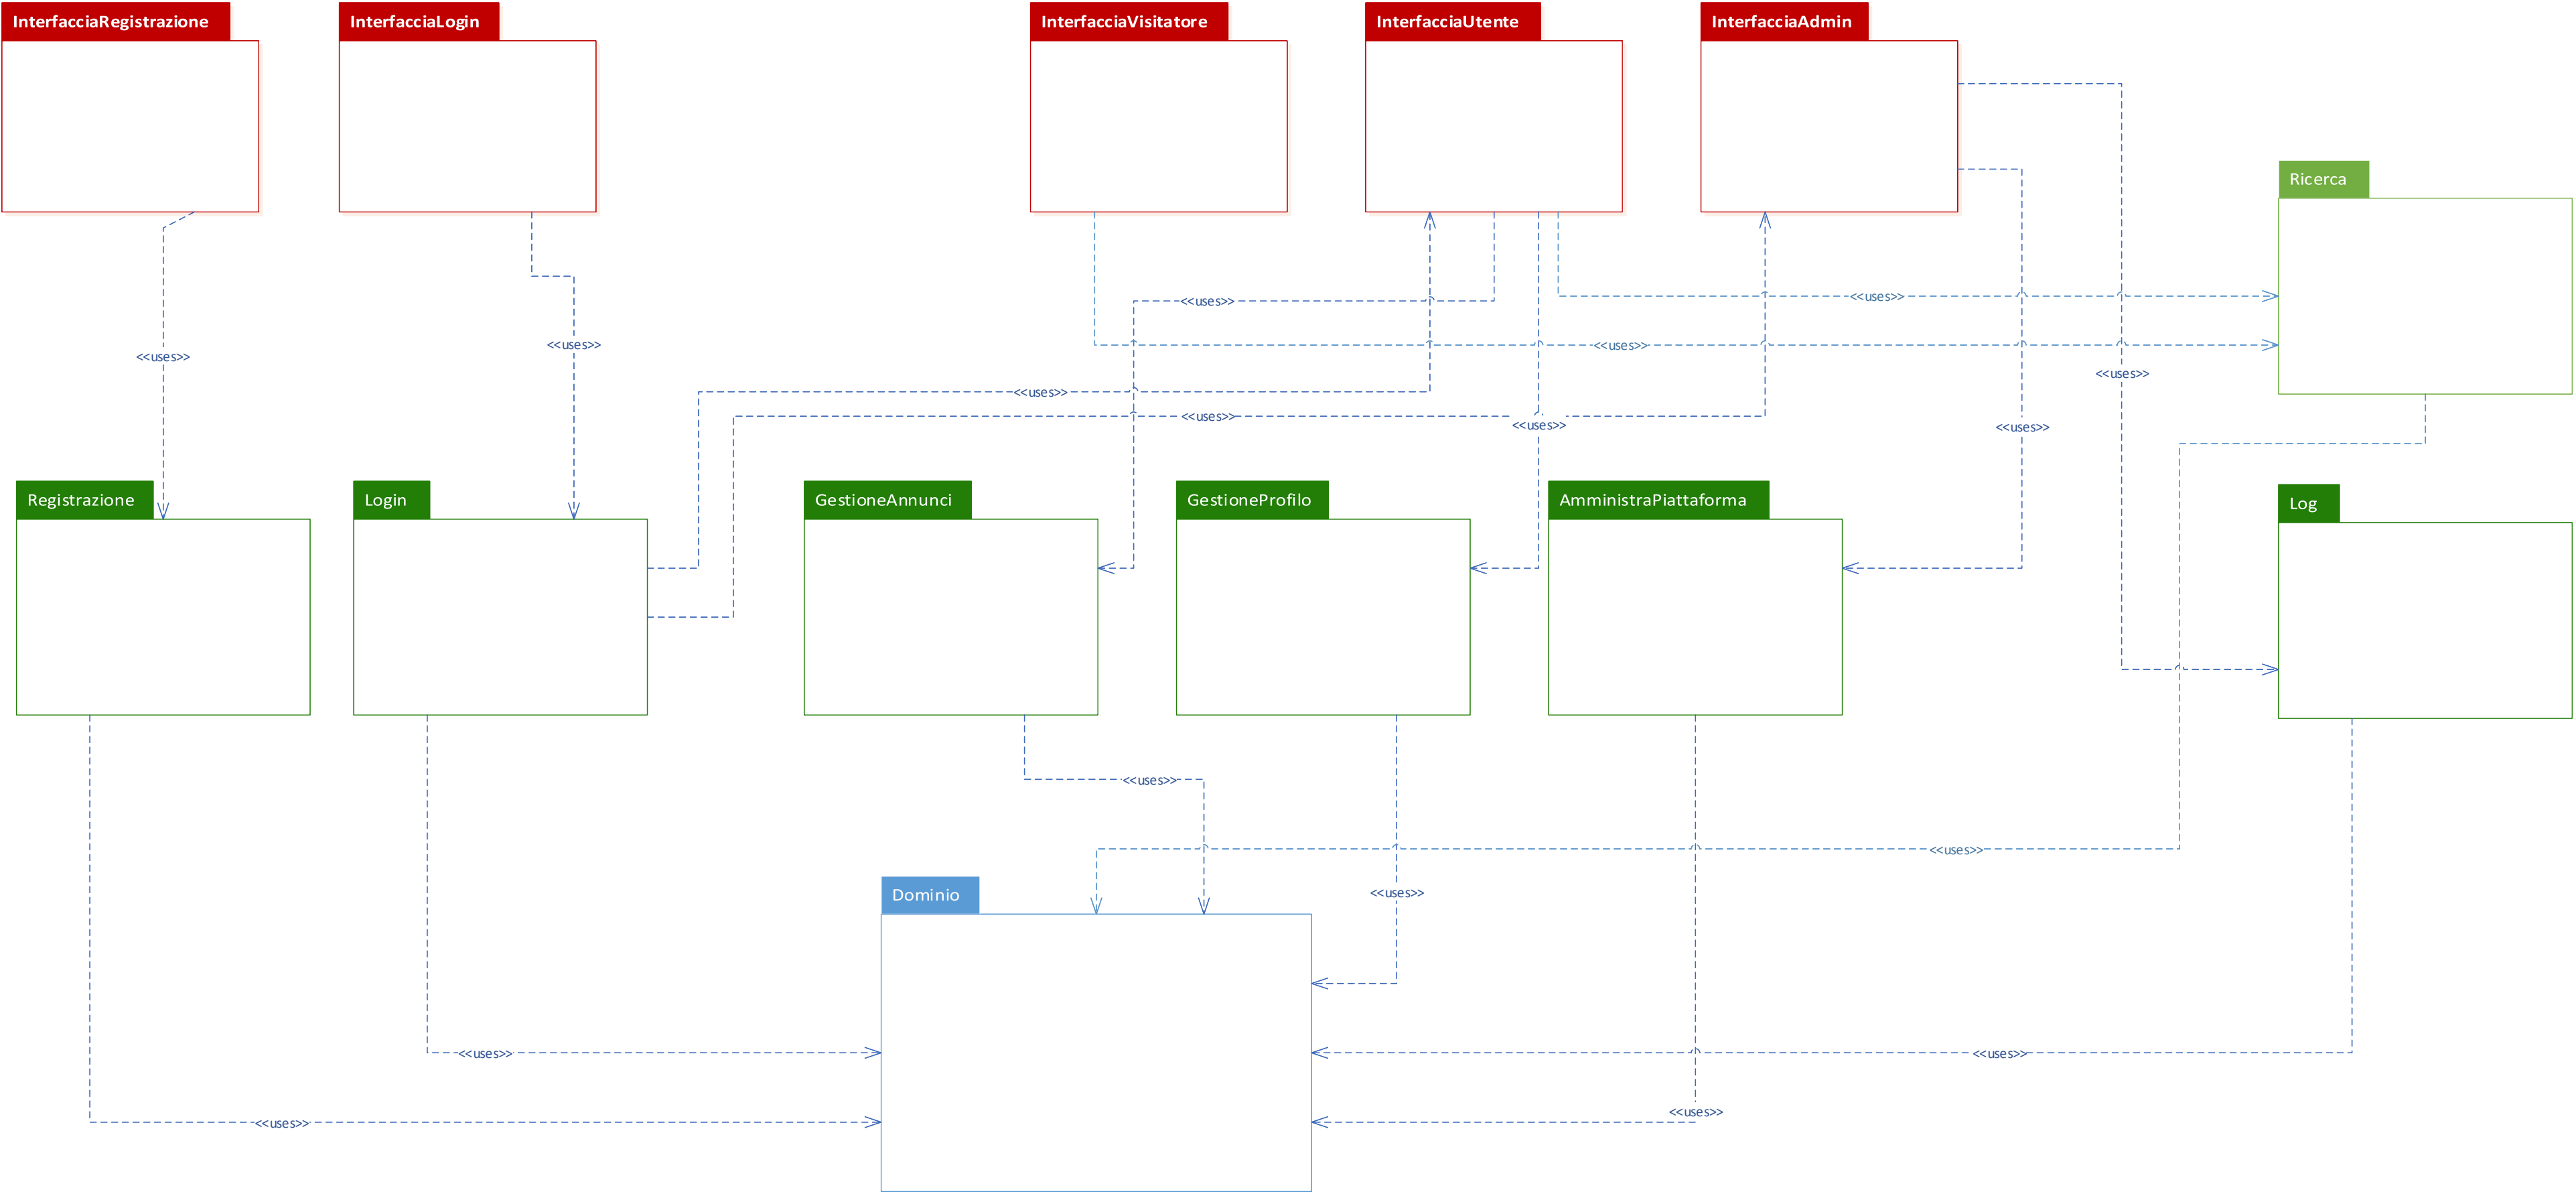 InterfacciaRegistrazione
InterfacciaLogin
InterfacciaVisitatore
InterfacciaUtente
InterfacciaAdmin
Ricerca
<<uses>>
<<uses>>
<<uses>>
<<uses>>
<<uses>>
<<uses>>
<<uses>>
<<uses>>
<<uses>>
<<uses>>
<<uses>>
Registrazione
Login
GestioneAnnunci
GestioneProfilo
AmministraPiattaforma
Log
<<uses>>
<<uses>>
<<uses>>
Dominio
<<uses>>
<<uses>>
<<uses>>
<<uses>>